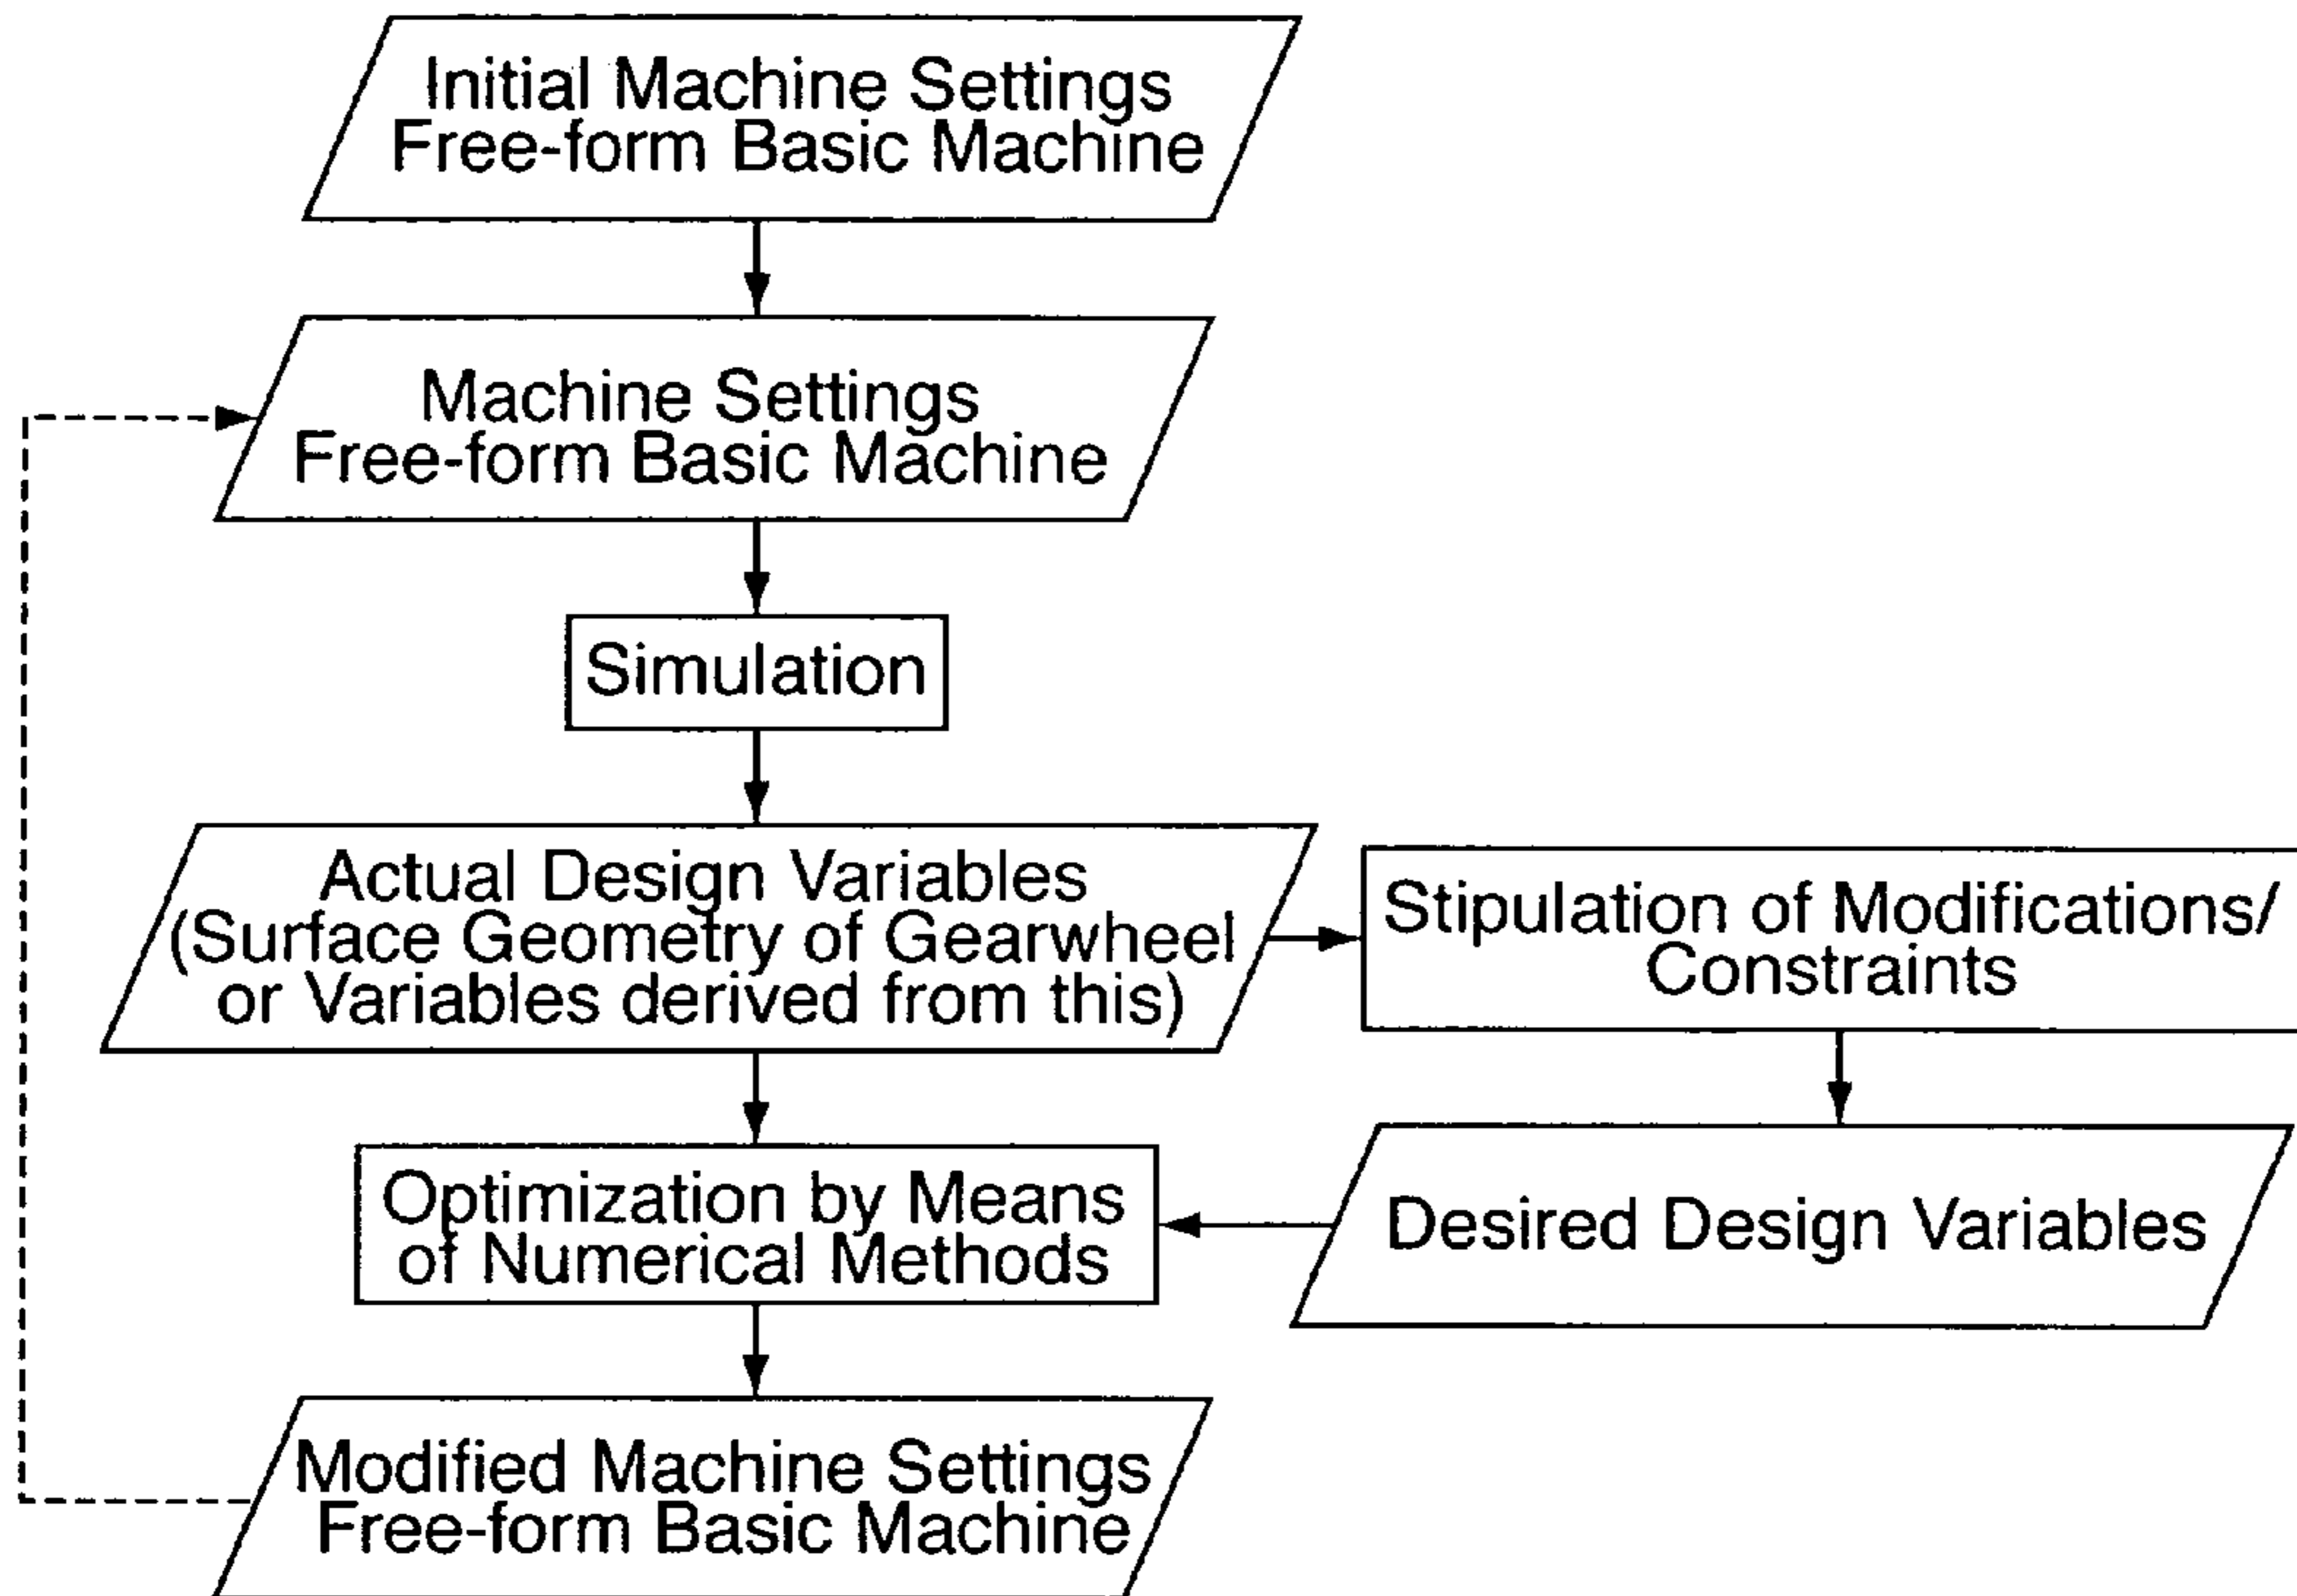 Initial Machine Settings
Free-form Basic Machine
Machine Settings
Free-form Basic Machine
Simulation
Actual Design Variables
(Surface Geometry of Gearwheel
or Variables derived from this)
Stipulation of Modifications/
Constraints
Optimization by Means
of Numerical Methods
Desired Design Variables
Modified Machine Settings
Free-form Basic Machine